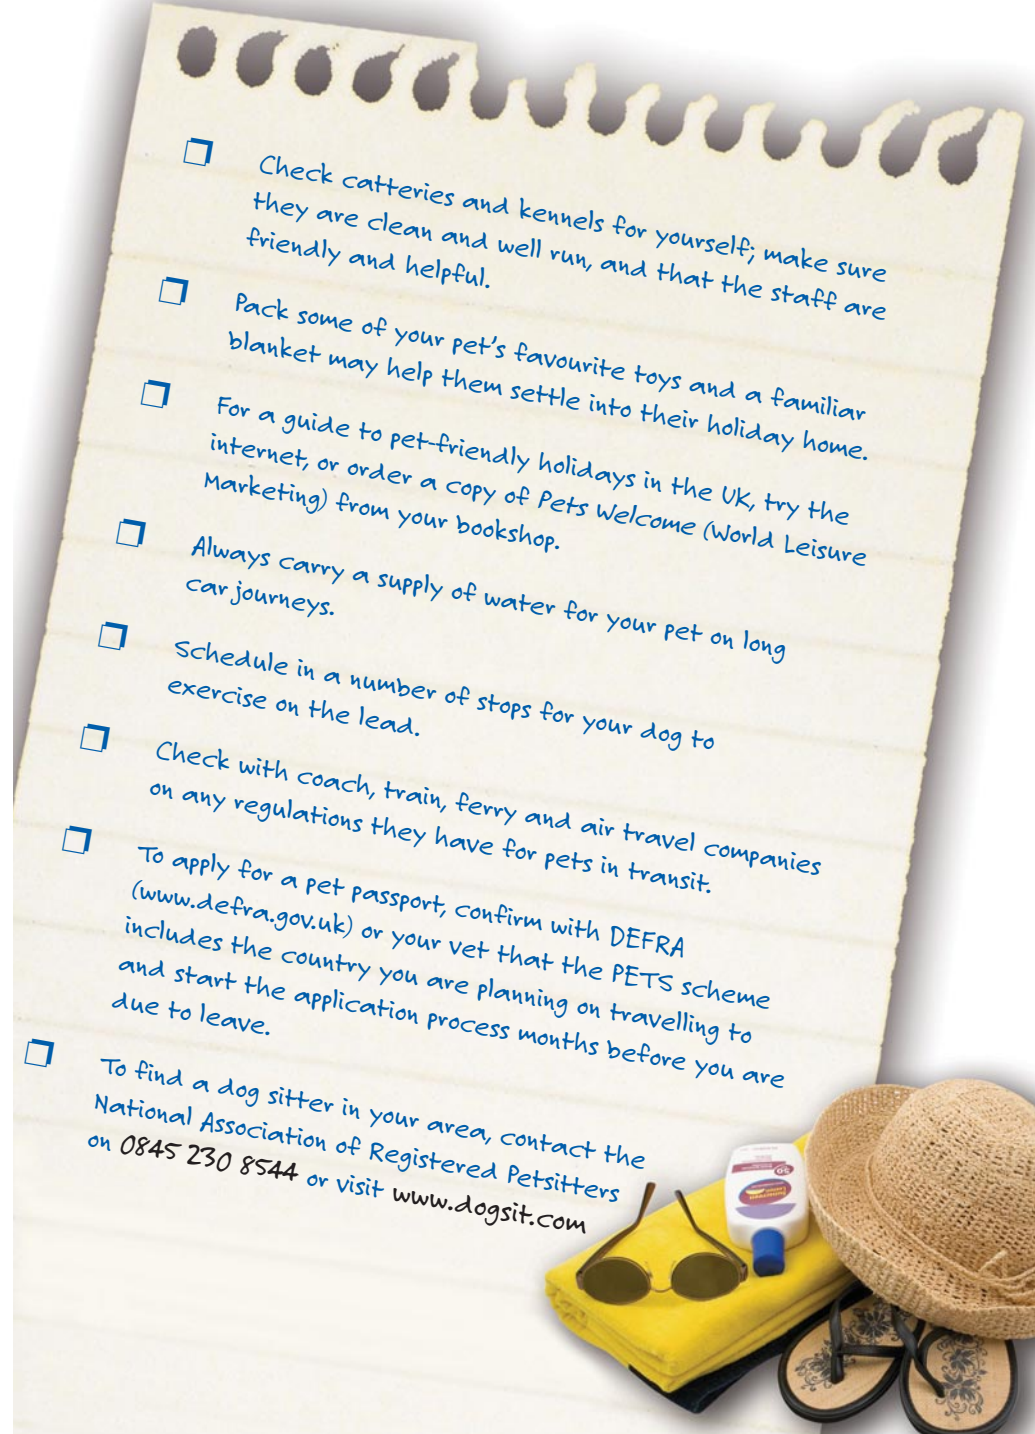 Check catteries and kennels for yourself; make sure
they are clean and well run, and that the staff are
friendly and helpful.
Pack some of your pet's favourite toys and a familiar
blanket may help them settle into their holiday home.
For a guide to pet-friendly holidays in the UK, try the
internet, or order a copy of Pets Welcome (World Leisure
Marketing) from your bookshop.
Always carry a supply of water for your pet on long
car journeys.
Schedule in a number of stops for your dog to
exercise on the lead.
Check with coach, train, ferry and air travel companies
on any regulations they have for pets in transit.
To apply for a pet passport, confirm with DEFRA
(www.defra.gov.uk) or your vet that the PETS scheme
includes the country you are planning on travelling to
and start the application process months before you are
due to leave.
To find a dog sitter in your area, contact the
National Association of Registered Petsitters
on 0845 230 8544 or visit www.dogsit.com
50